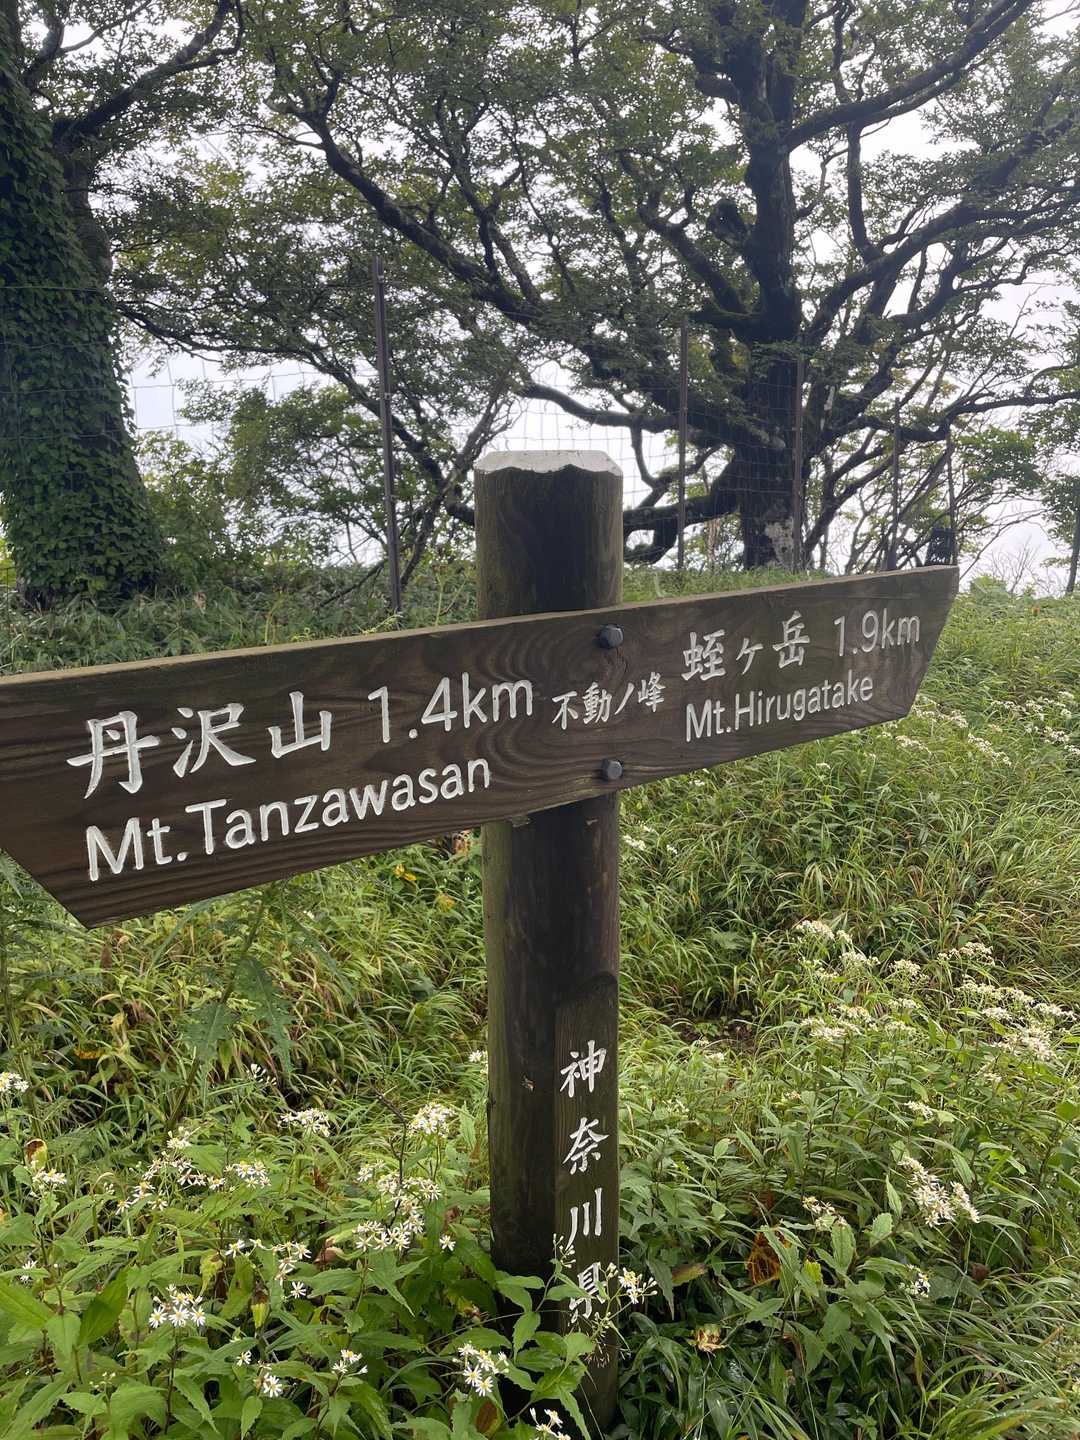 丹沢山 1.4km
Mt.Tanzawasan
不動ノ峰
蛭ヶ岳 1.9km
Mt.Hirugatake
神奈川県